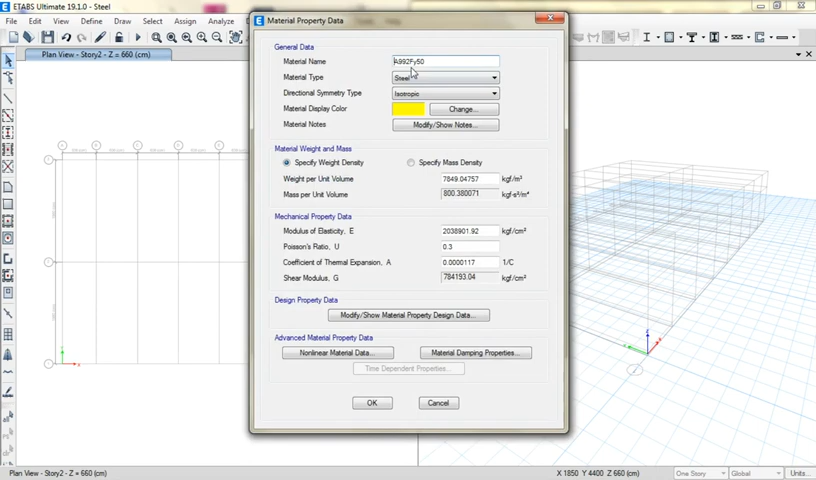 ETABS Ultimate 19.1.0 - Steel
File View Define Draw Select Assign Analyze
Plan View - Story2 - Z = 660 (cm)
Material Property Data
General Data
Material Name A992Fy50
Material Type Steel
Directional Symmetry Type Isotropic
Material Display Color Change...
Material Notes Modify/Show Notes...
Material Weight and Mass
Specify Weight Density Specify Mass Density
Weight per Unit Volume 7849.04757 kgf/m³
Mass per Unit Volume 800.380071 kgf-s²/m⁴
Mechanical Property Data
Modulus of Elasticity, E 2038901.92 kgf/cm²
Poisson's Ratio, U 0.3
Coefficient of Thermal Expansion, A 0.0000117 1/C
Shear Modulus, G 784193.04 kgf/cm²
Design Property Data
Modify/Show Material Property Design Data...
Advanced Material Property Data
Nonlinear Material Data... Material Damping Properties...
Time Dependent Properties...
OK Cancel
Plan View - Story2 - Z = 660 (cm) X 1850 Y 4400 Z 660 (cm) One Story Global Units...